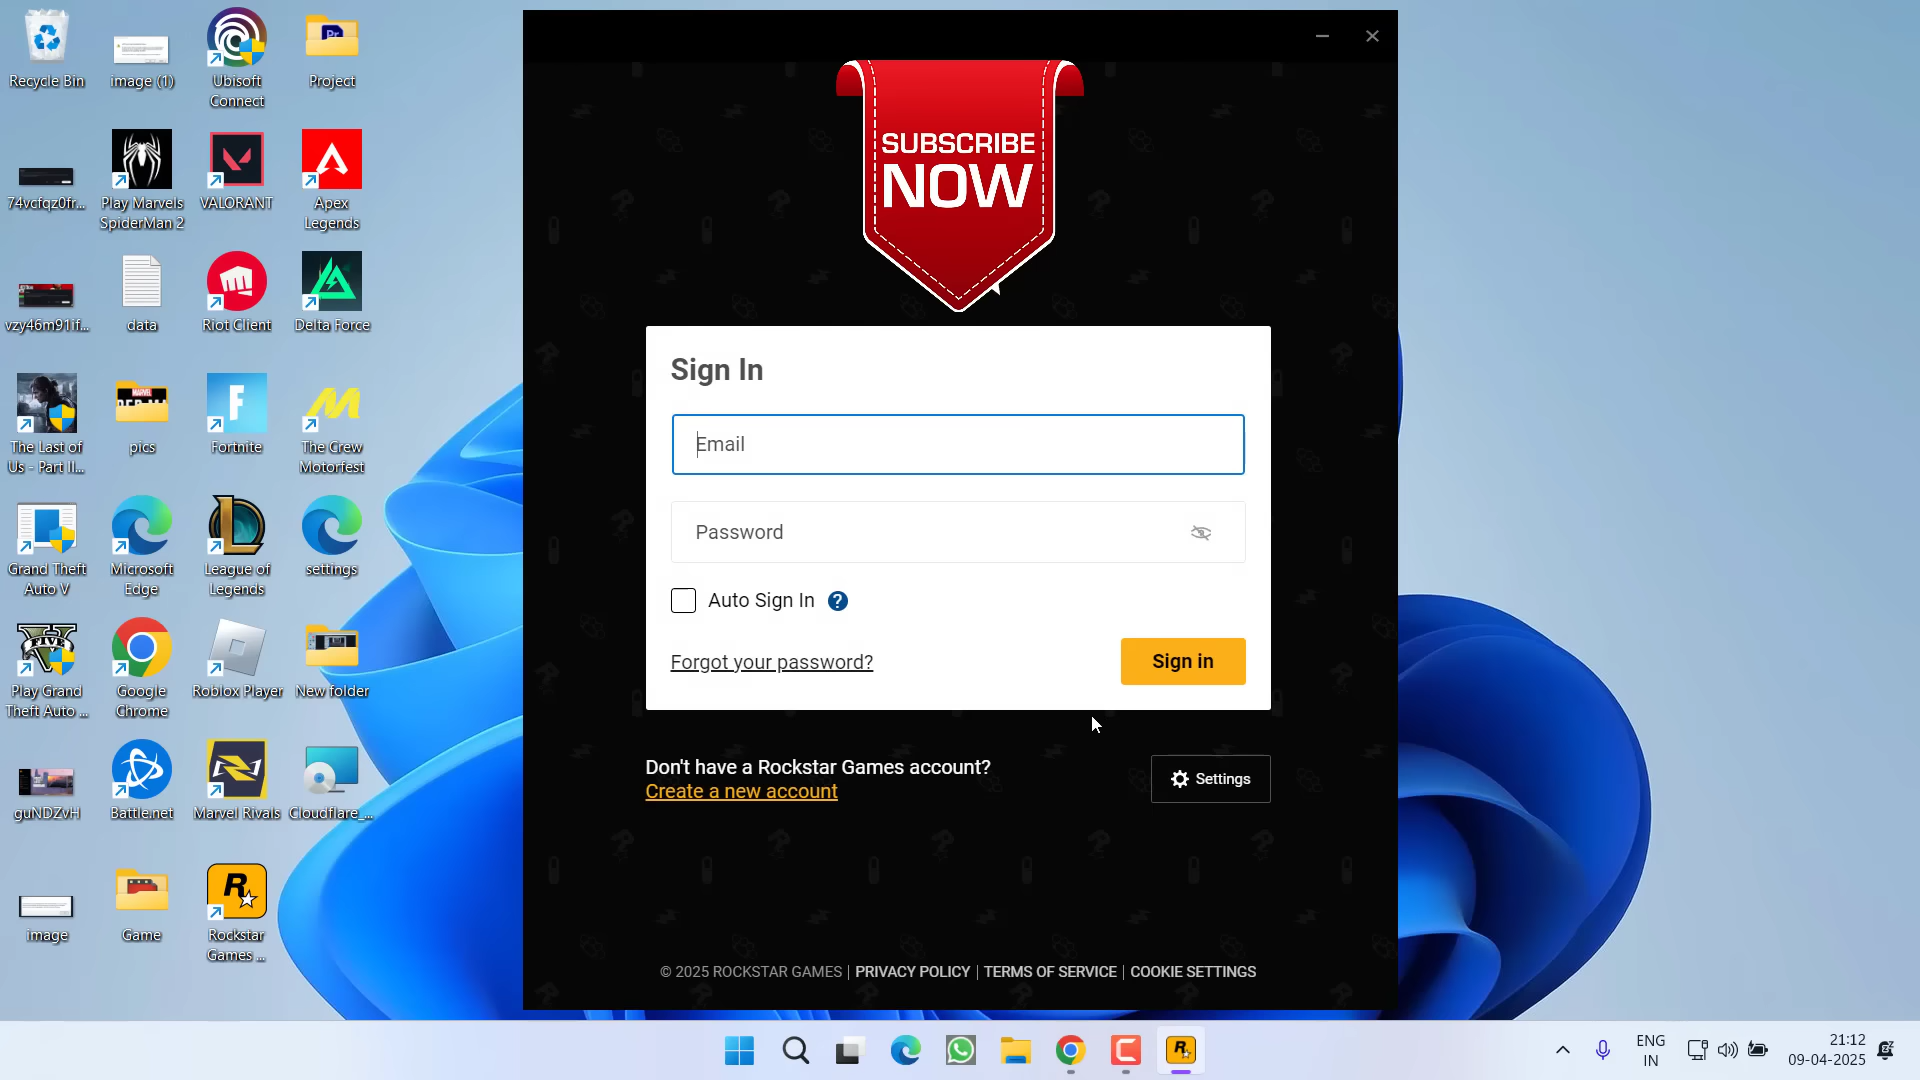 Recycle Bin
image (1)
Ubisoft
Connect
Pr
Project
74vcfqz0fr...
Play Marvels
SpiderMan 2
VALORANT
Apex
Legends
vzy46m91if...
data
Riot Client
Delta Force
The Last of
Us - Part II...
pics
F
Fortnite
The Crew
Motorfest
Grand Theft
Auto V
Microsoft
Edge
League of
Legends
settings
FIVE
Play Grand
Theft Auto ...
Google
Chrome
Roblox Player
New folder
guNDZvH
Battle.net
Marvel Rivals
Cloudflare_...
image
Game
R
Rockstar
Games ...
SUBSCRIBE
NOW
Sign In
Email
Password
Auto Sign In ?
Forgot your password?
Sign in
Don't have a Rockstar Games account?
Create a new account
Settings
© 2025 ROCKSTAR GAMES | PRIVACY POLICY | TERMS OF SERVICE | COOKIE SETTINGS
R
ENG
IN
21:12
09-04-2025